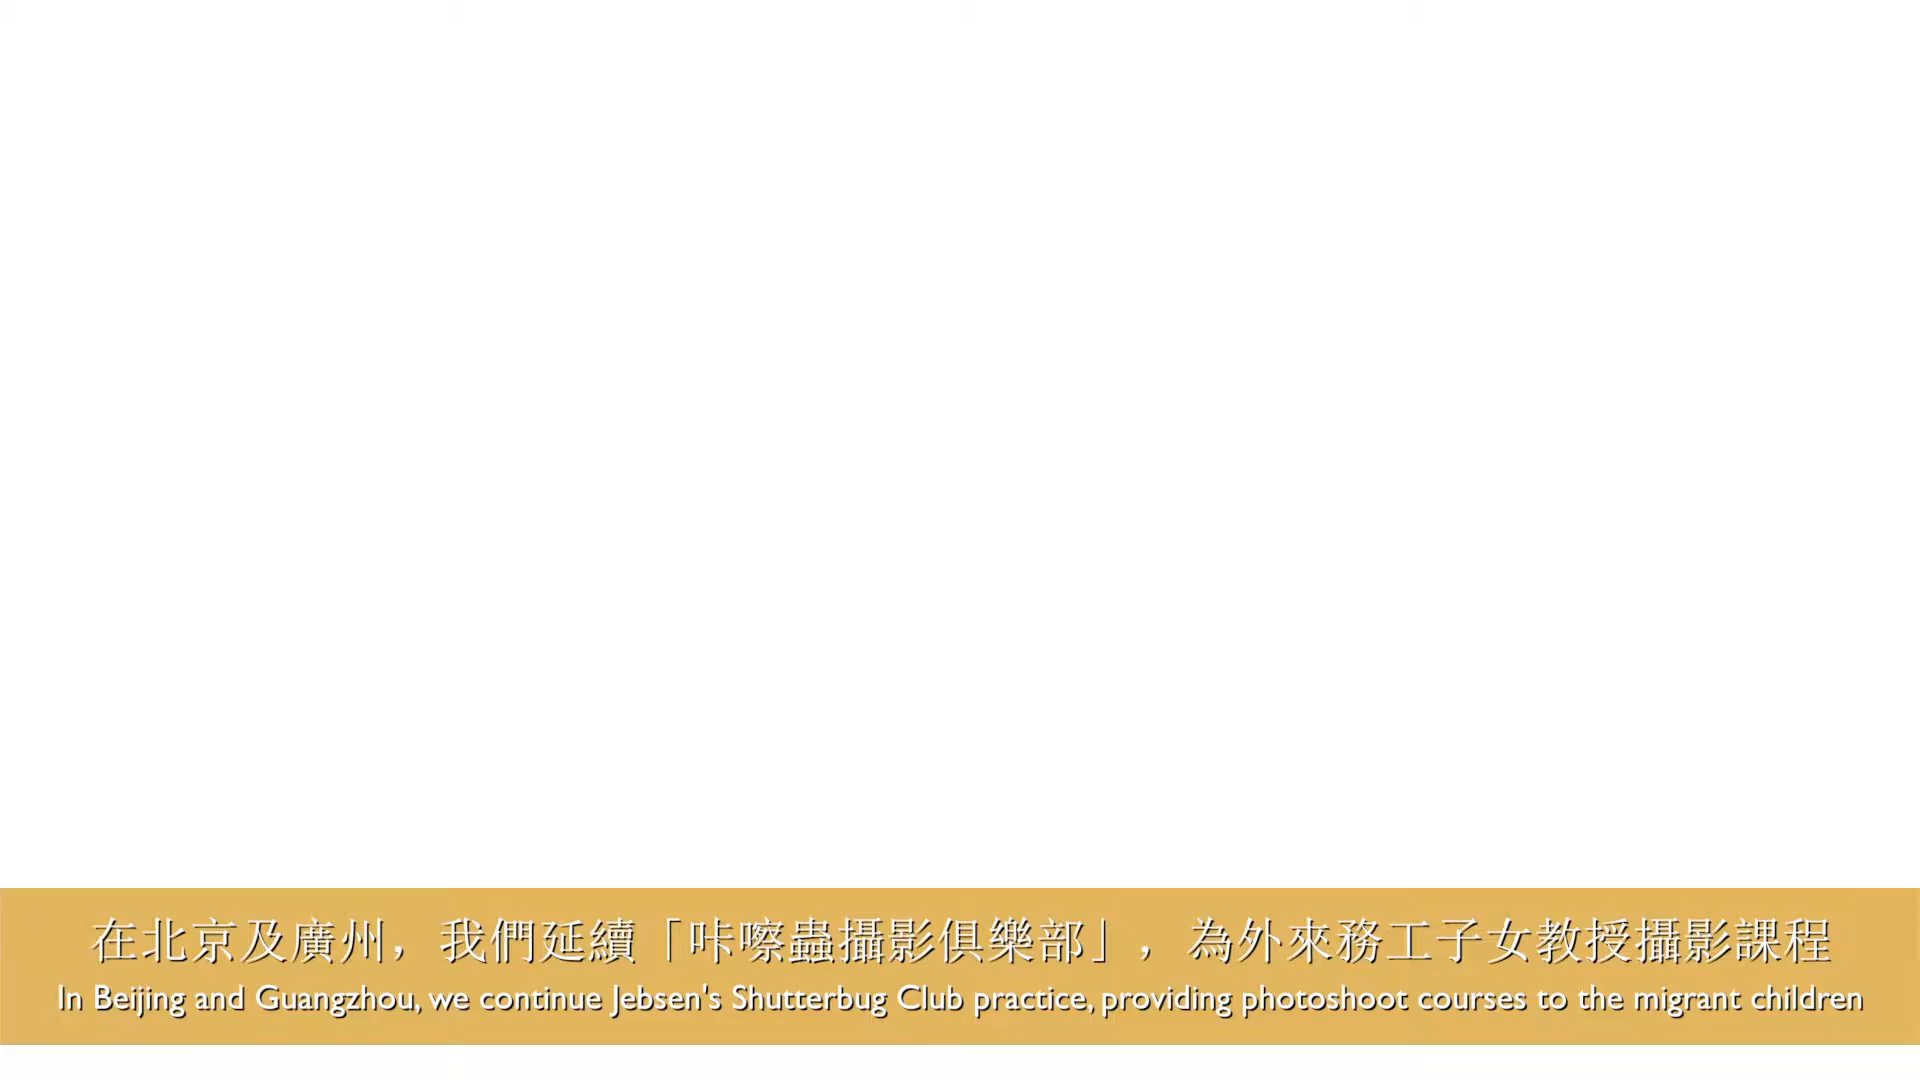 在北京及廣州，我們延續「咔嚓蟲攝影俱樂部」，為外來務工子女教授攝影課程
In Beijing and Guangzhou, we continue Jebsen's Shutterbug Club practice, providing photoshoot courses to the migrant children